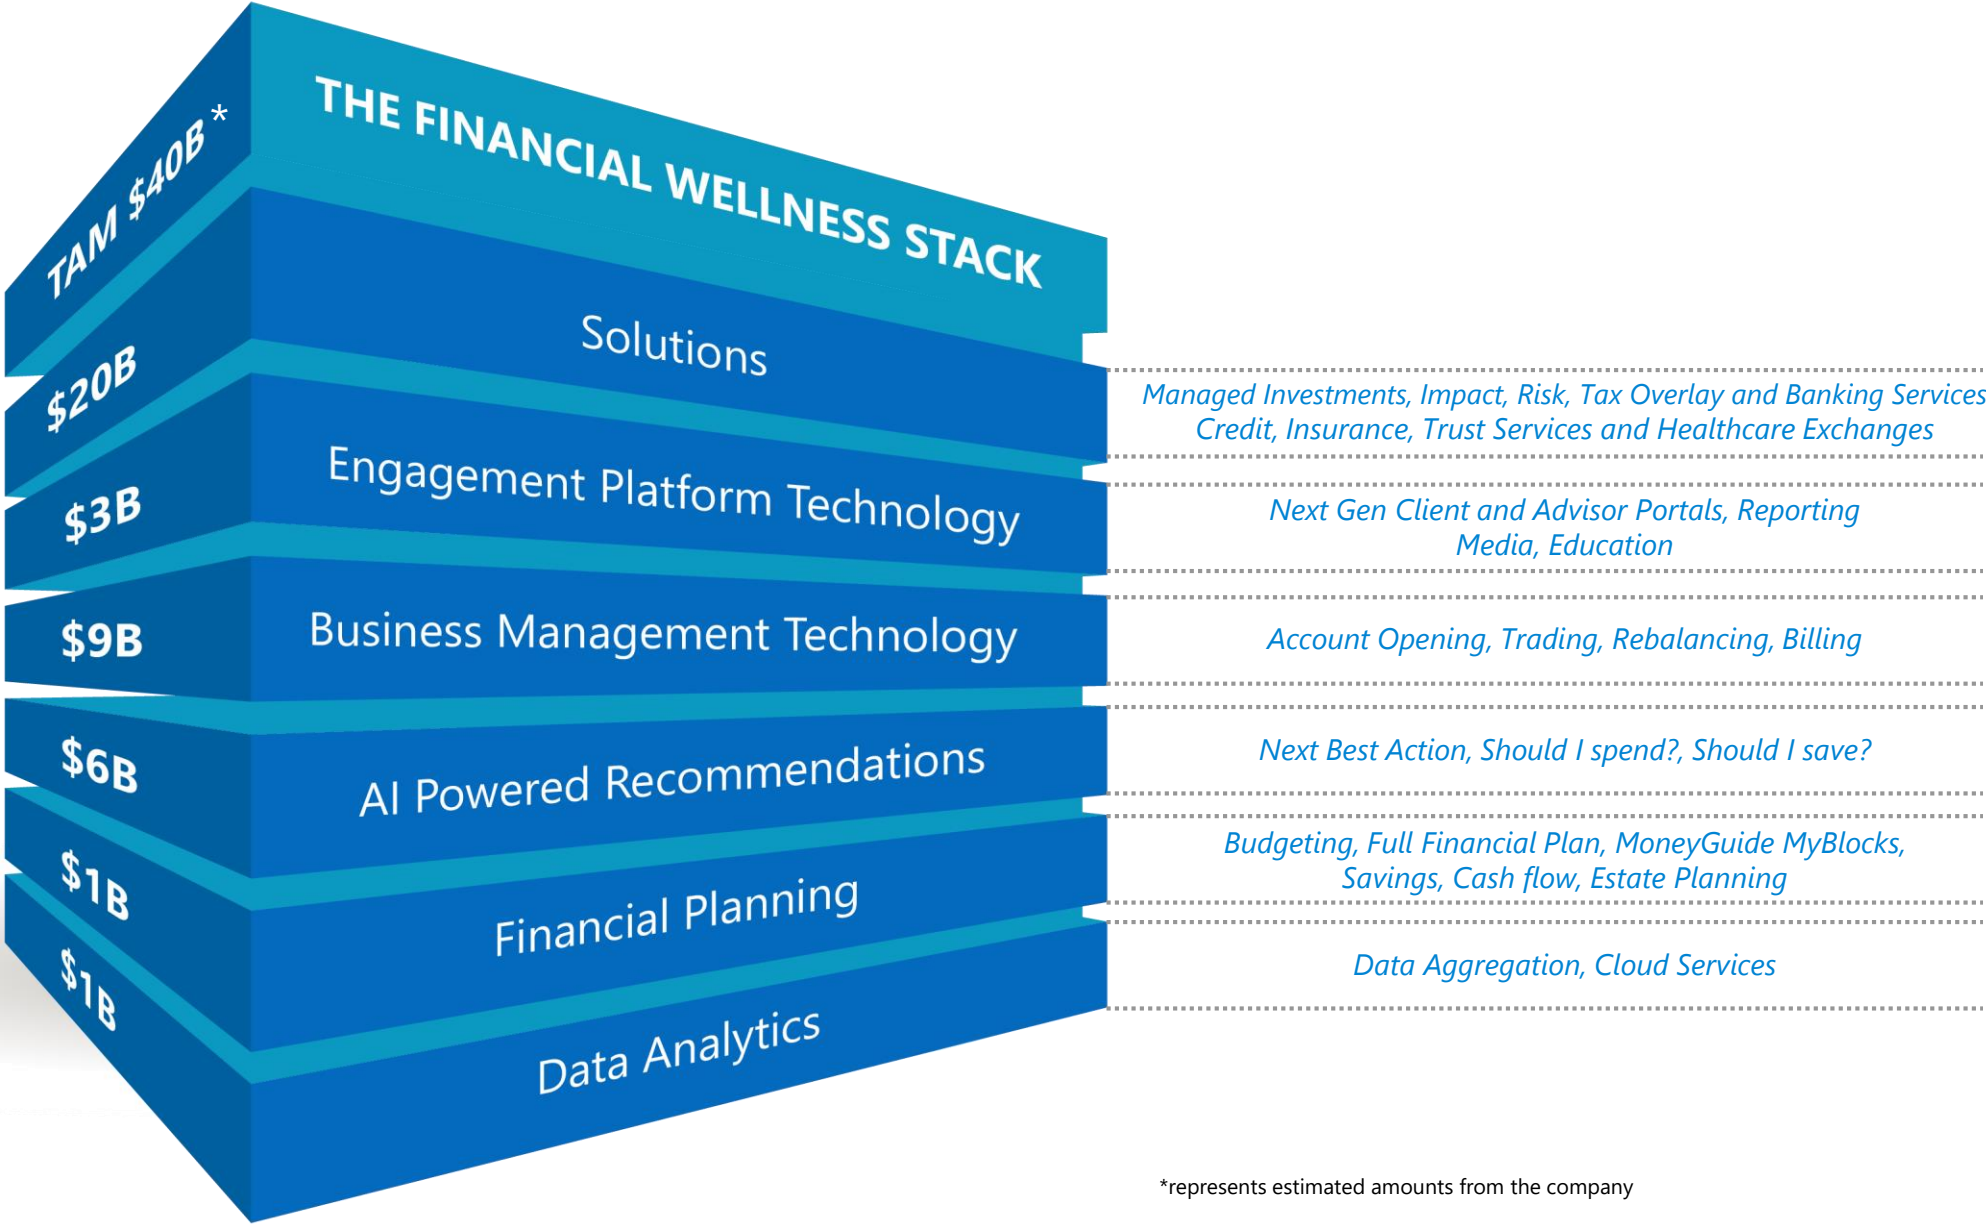 THE FINANCIAL WELLNESS STACK
TAM $40B*
Solutions
$20B
Managed Investments, Impact, Risk, Tax Overlay and Banking Services
Credit, Insurance, Trust Services and Healthcare Exchanges
Engagement Platform Technology
$3B
Next Gen Client and Advisor Portals, Reporting
Media, Education
Business Management Technology
$9B
Account Opening, Trading, Rebalancing, Billing
AI Powered Recommendations
$6B
Next Best Action, Should I spend?, Should I save?
Financial Planning
$1B
Budgeting, Full Financial Plan, MoneyGuide MyBlocks,
Savings, Cash flow, Estate Planning
Data Analytics
$1B
Data Aggregation, Cloud Services
*represents estimated amounts from the company